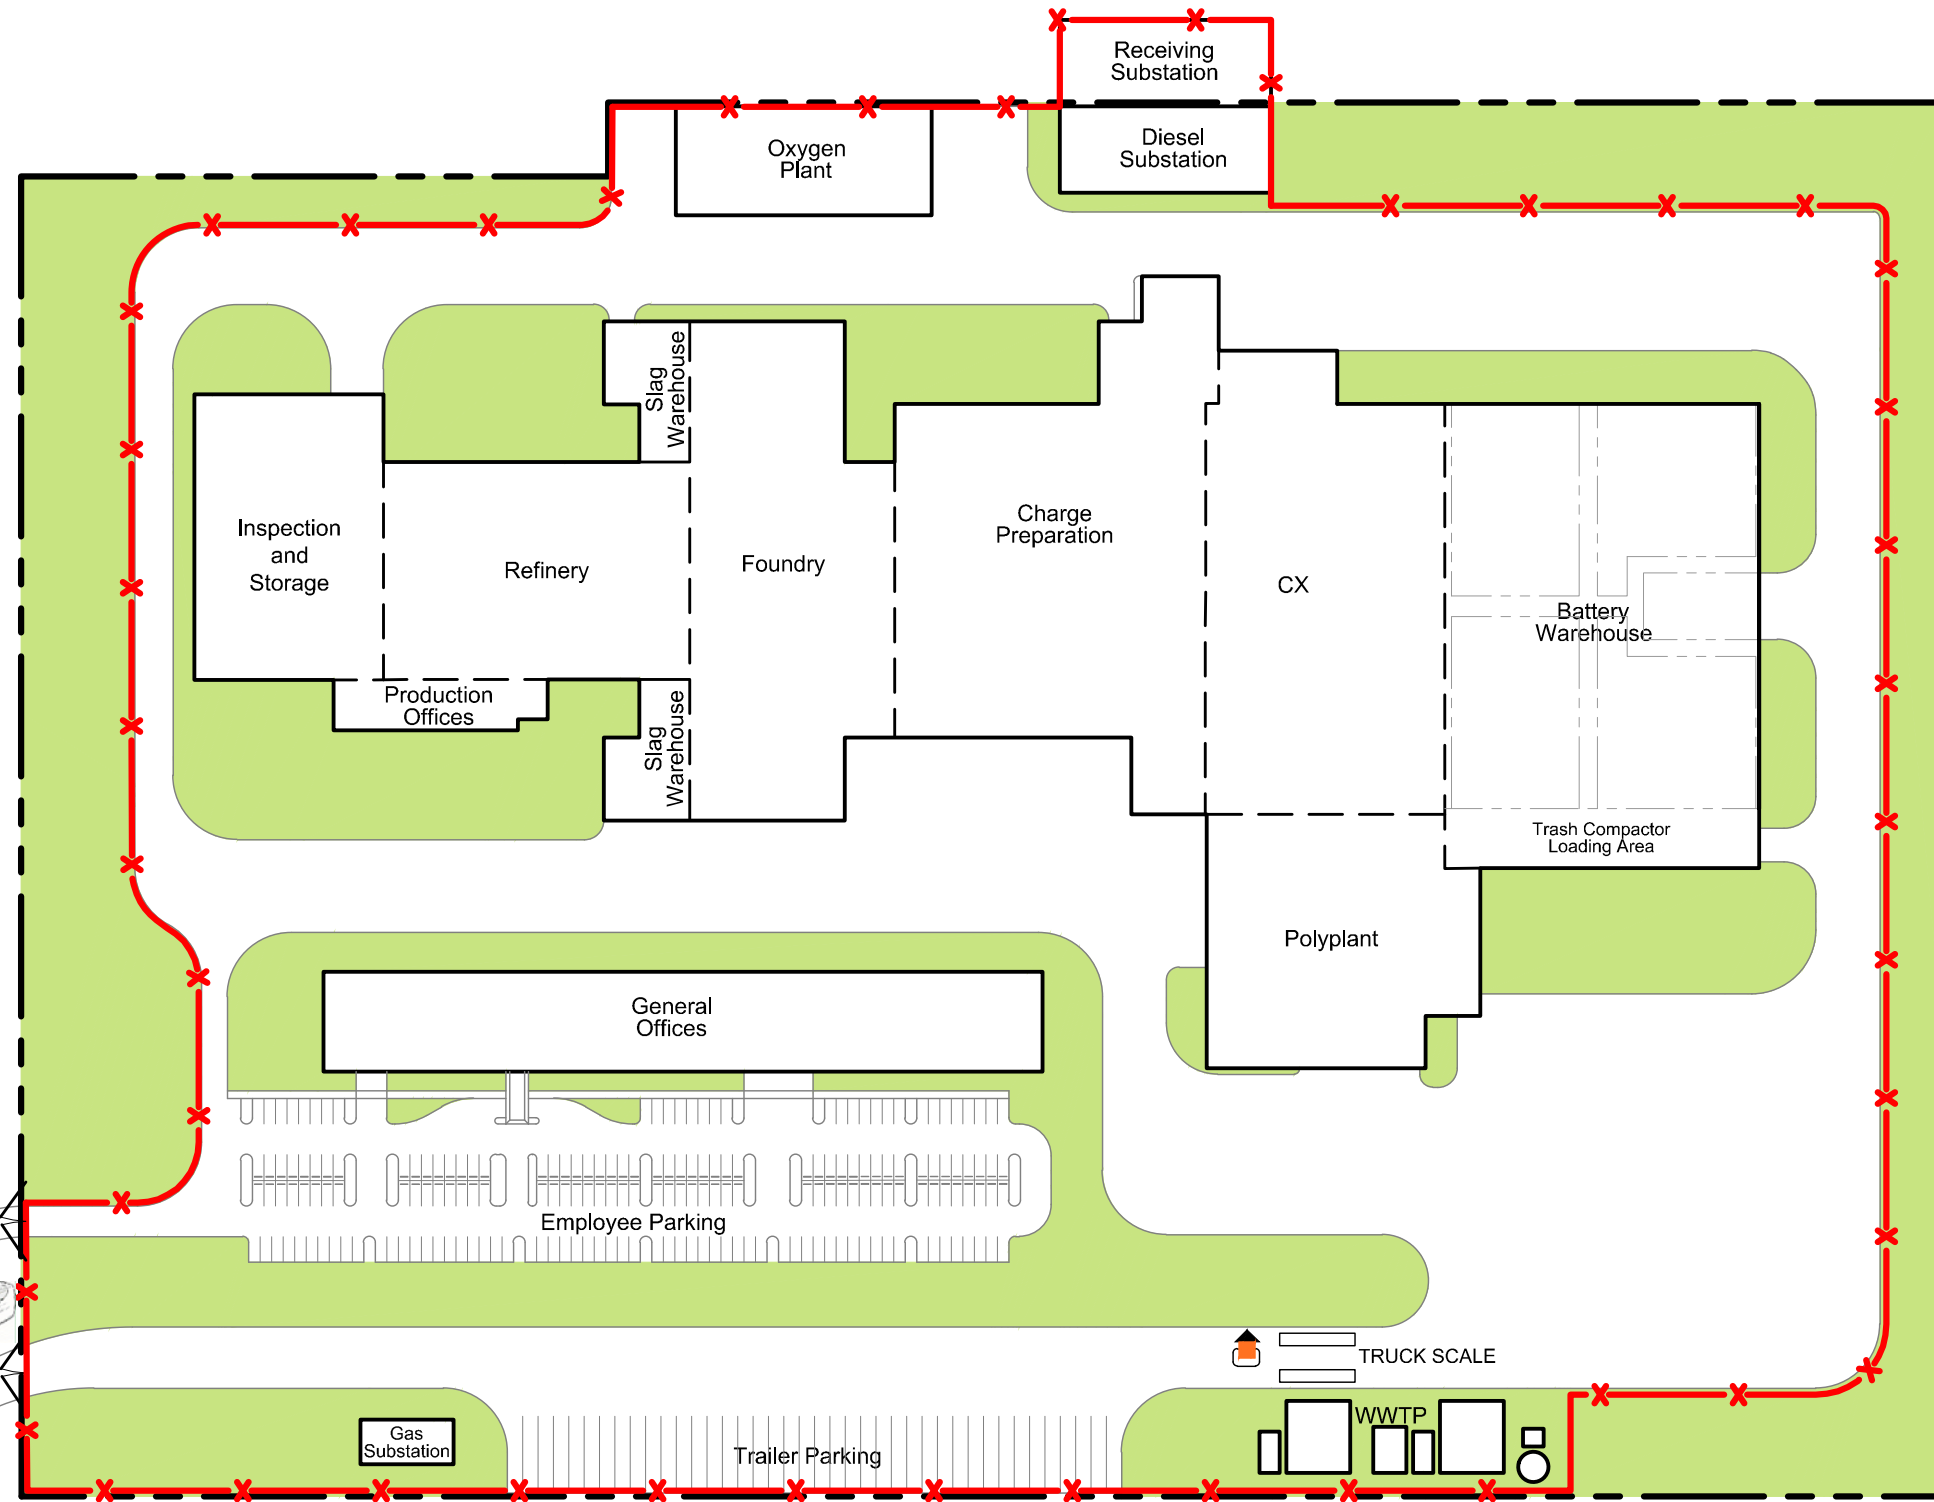 Receiving
Substation
Diesel
Substation
Oxygen
Plant
Slag
Warehouse
Inspection
and
Storage
Refinery
Foundry
Charge
Preparation
CX
Battery
Warehouse
Production
Offices
Slag
Warehouse
Trash Compactor
Loading Area
Polyplant
General
Offices
Employee Parking
TRUCK SCALE
WWTP
Gas
Substation
Trailer Parking